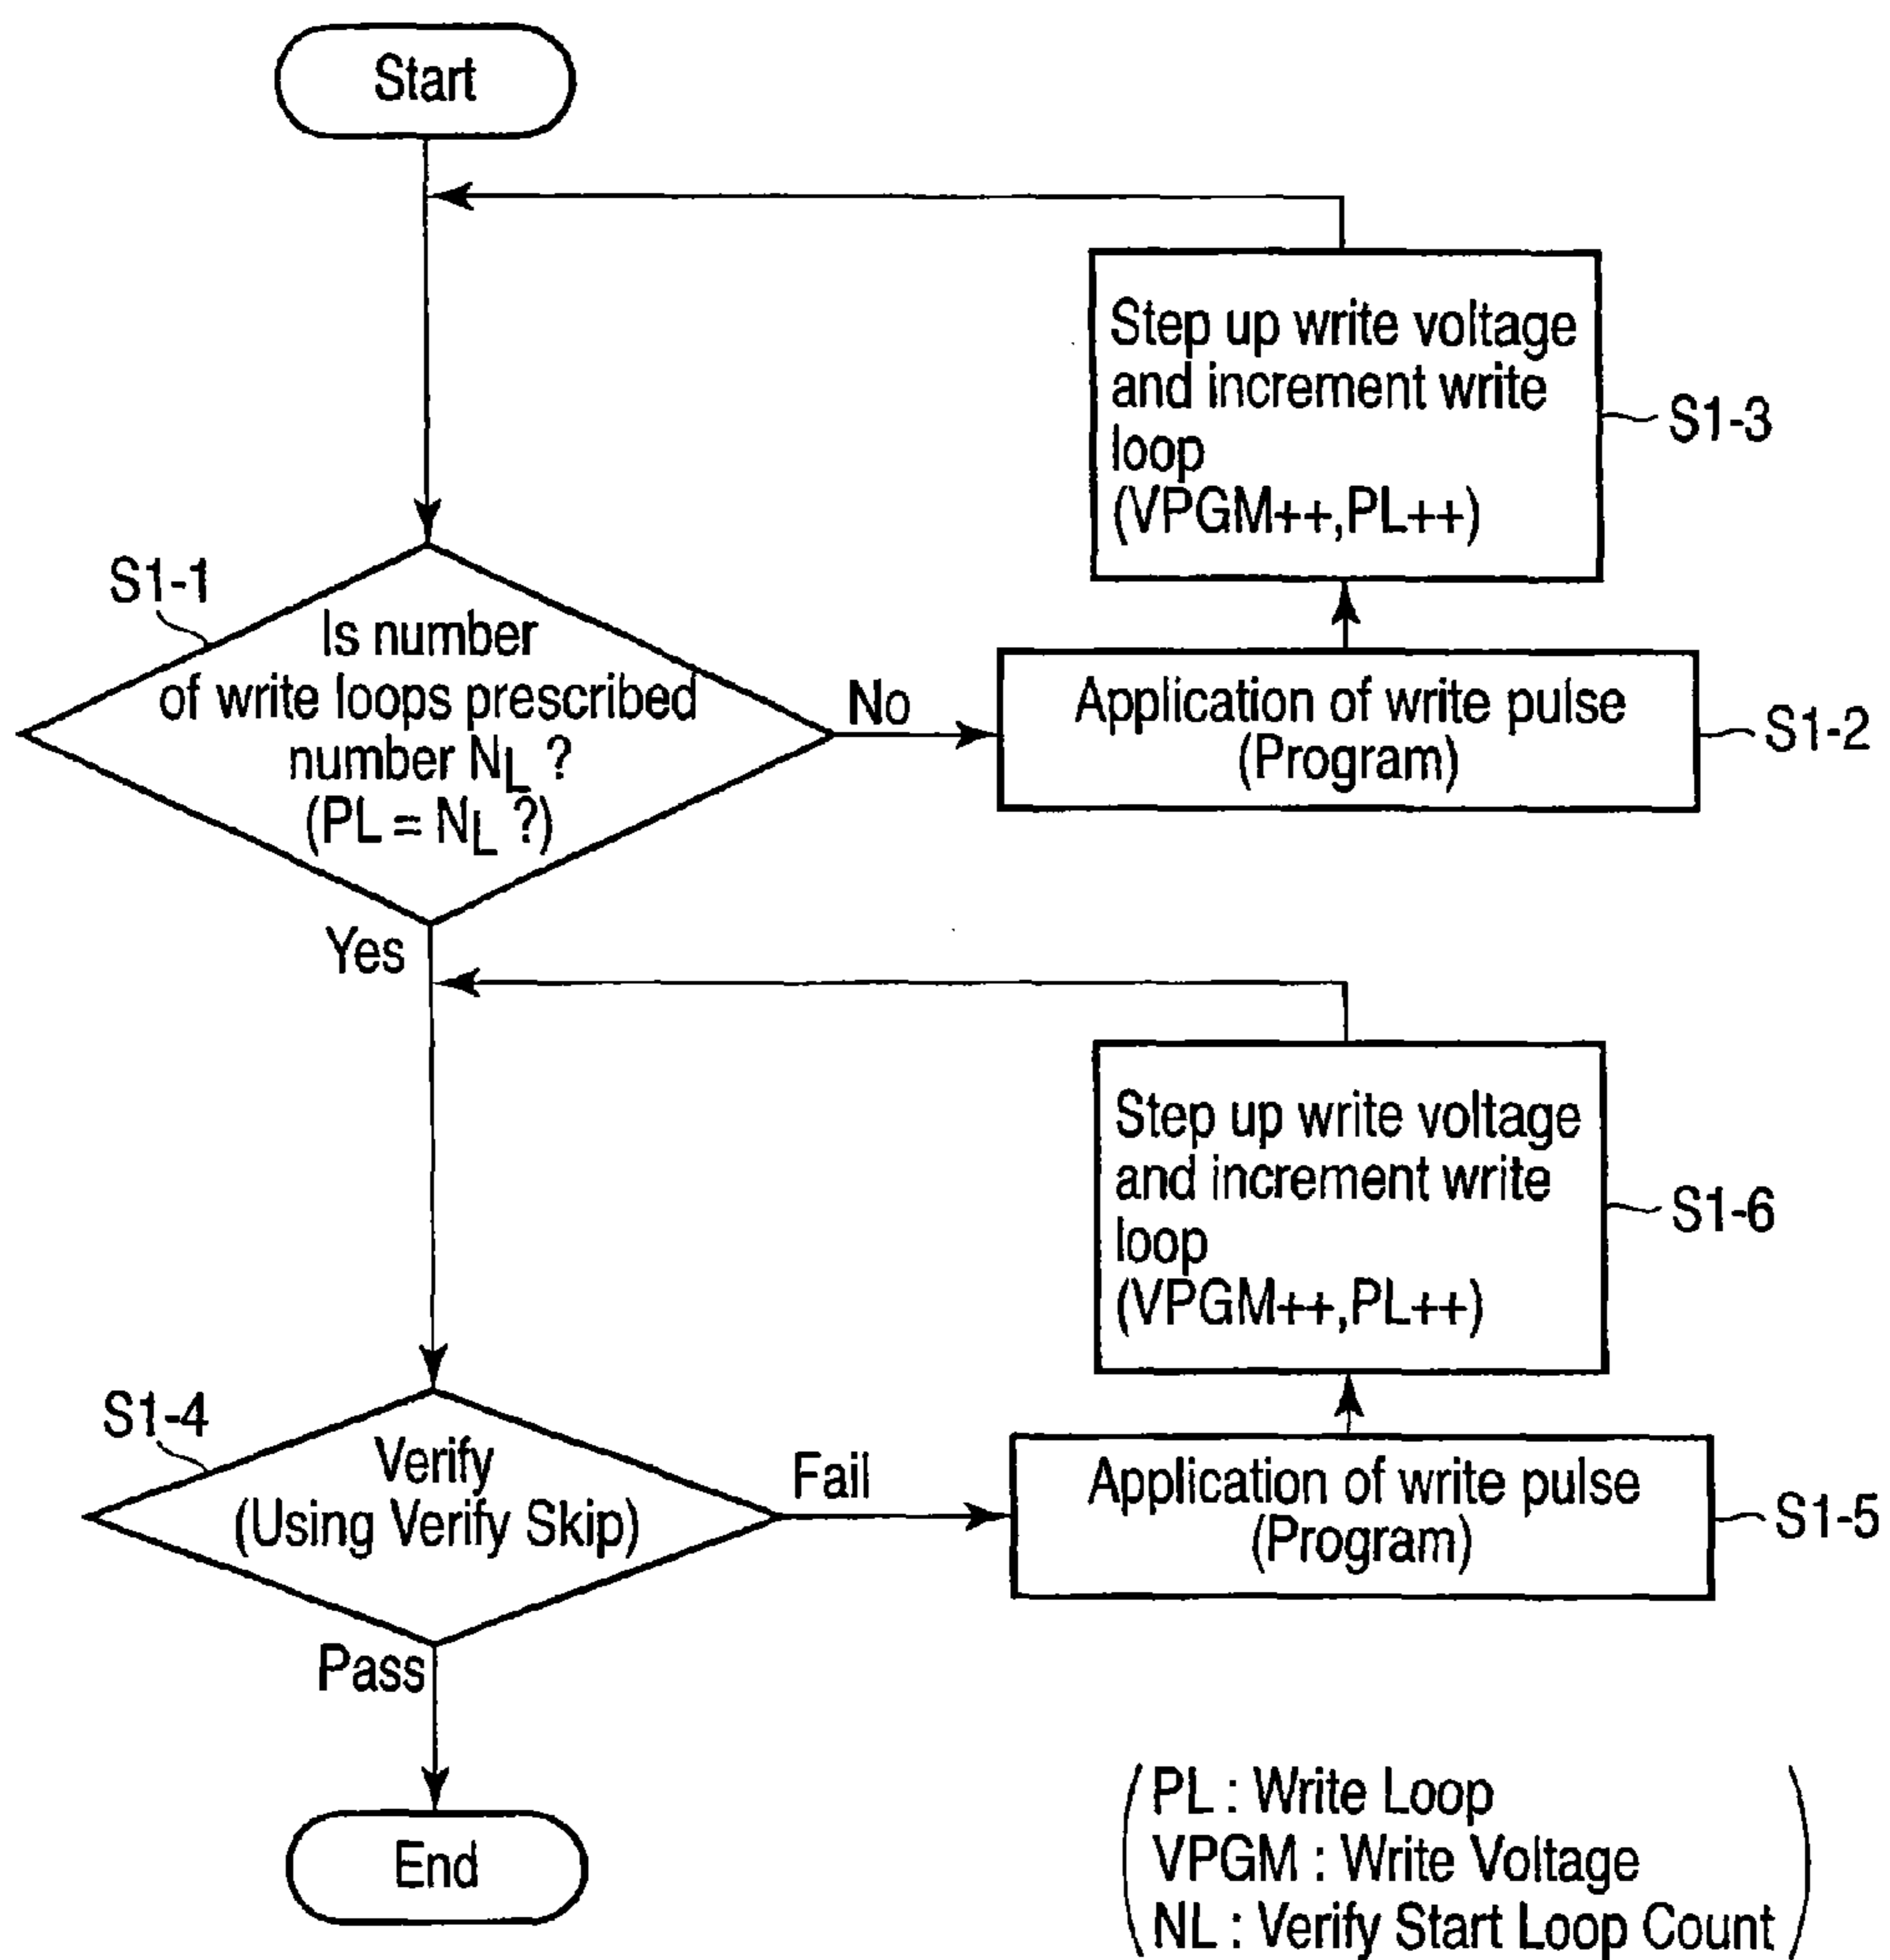 Start
Step up write voltage
and increment write
loop
(VPGM++,PL++)
S1-3
S1-1
Is number
of write loops prescribed
number NL ?
(PL = NL ?)
No
Application of write pulse
(Program)
S1-2
Yes
Step up write voltage
and increment write
loop
(VPGM++,PL++)
S1-6
S1-4
Verify
(Using Verify Skip)
Fail
Application of write pulse
(Program)
S1-5
Pass
End
PL : Write Loop
VPGM : Write Voltage
NL : Verify Start Loop Count